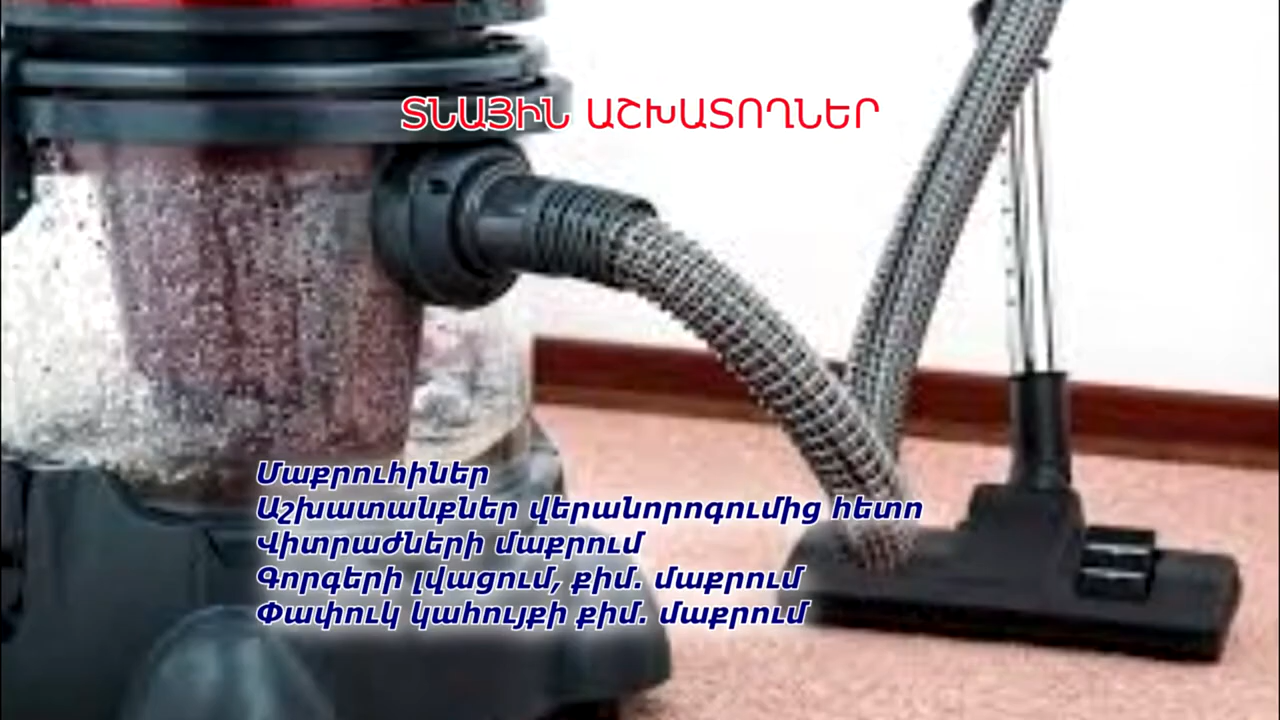 ՏՆԱՅԻՆ ԱՇԽԱՏՈՂՆԵՐ
Մաքրուհիներ
Աշխատանքներ վերանորոգումից հետո
Վիտրաժների մաքրում
Գորգերի լվացում, քիմ. մաքրում
Փափուկ կահույքի քիմ. մաքրում